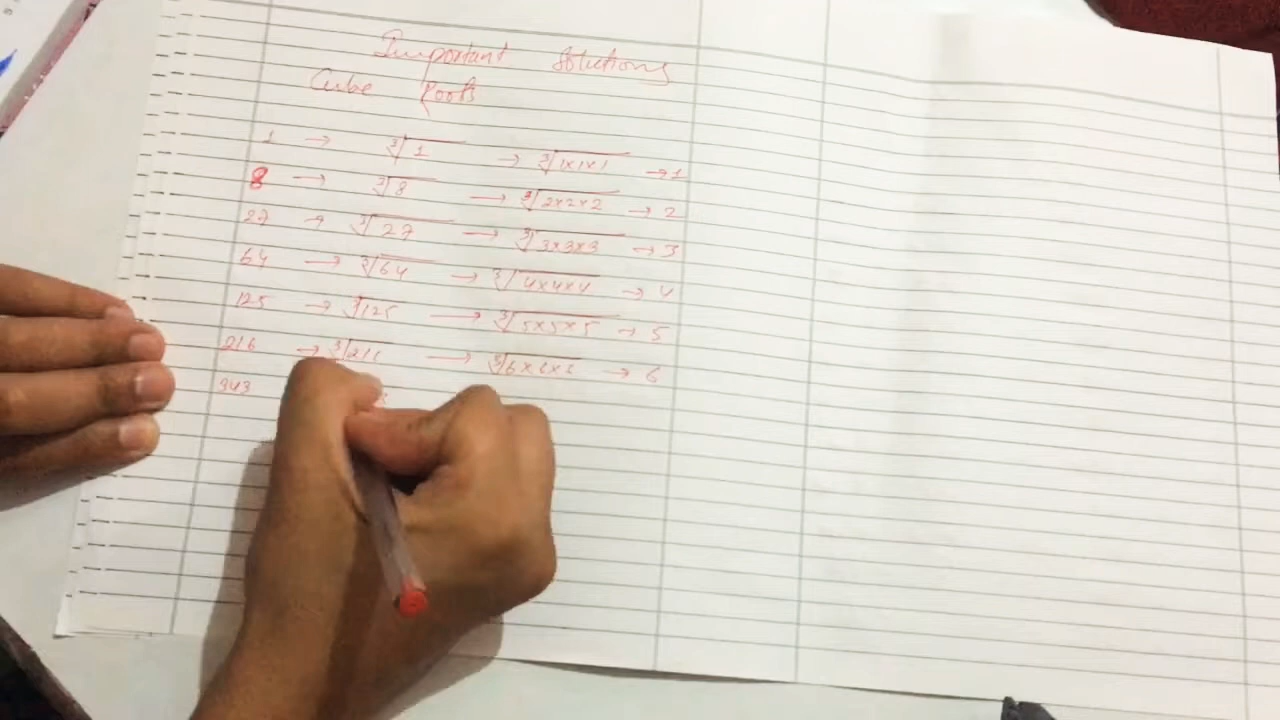 Important Solutions
Cube Roots
1 → ∛1 → ∛1×1×1 → 1
8 → ∛8 → ∛2×2×2 → 2
27 → ∛27 → ∛3×3×3 → 3
64 → ∛64 → ∛4×4×4 → 4
125 → ∛125 → ∛5×5×5 → 5
216 → ∛216 → ∛6×6×6 → 6
343